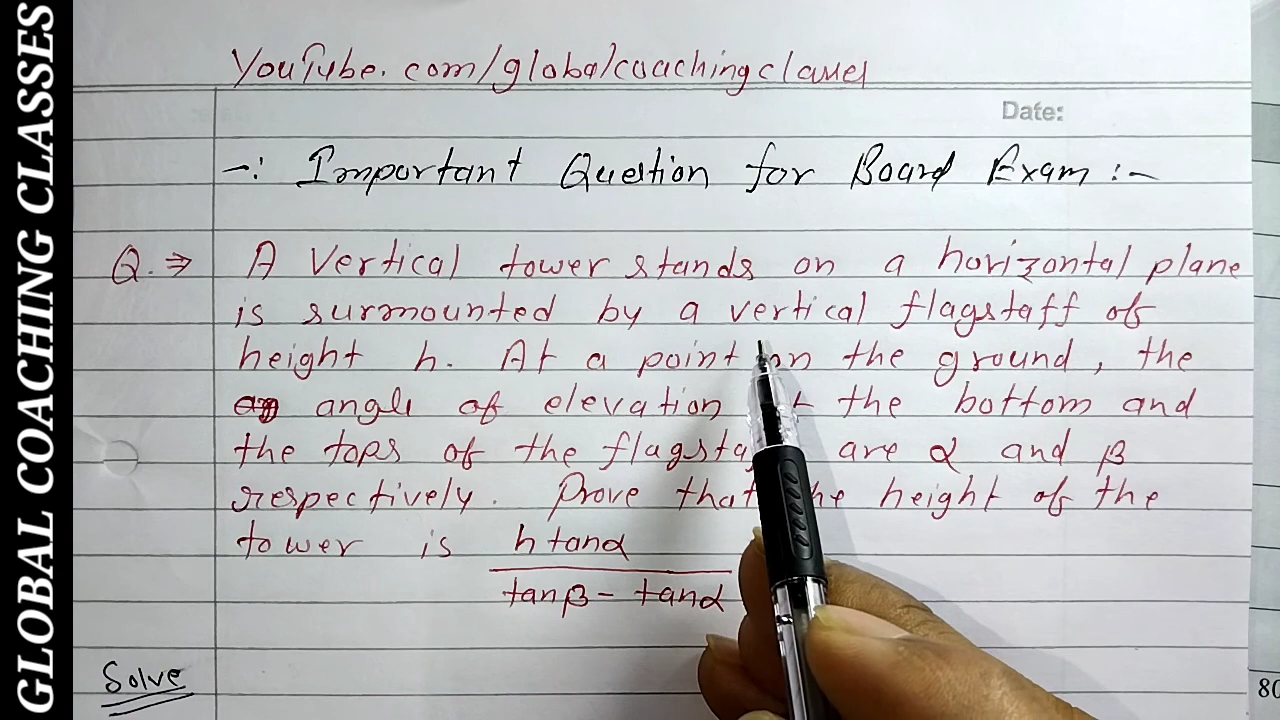 GLOBAL COACHING CLASSES
YouTube.com/globalcoachingclasses
Date:
-: Important Question for Board Exam :-
Q. ⇒ A vertical tower stands on a horizontal plane
is surmounted by a vertical flagstaff of
height h. At a point on the ground, the
angle of elevation the bottom and
the tops of the are α and β
respectively. Prove that the height of the
tower is h tanα
tanβ - tanα
Solve
80